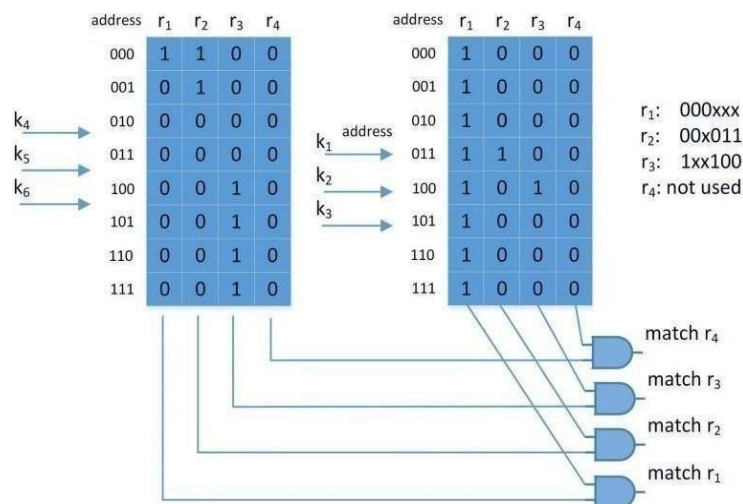 address r₁ r₂ r₃ r₄
000 1 1 0 0
001 0 1 0 0
010 0 0 0 0
011 0 0 0 0
100 0 0 1 0
101 0 0 1 0
110 0 0 1 0
111 0 0 1 0
k₄
k₅
k₆
address r₁ r₂ r₃ r₄
000 1 0 0 0
001 1 0 0 0
010 1 0 0 0
011 1 1 0 0
100 1 0 1 0
101 1 0 0 0
110 1 0 0 0
111 1 0 0 0
k₁ address
k₂
k₃
r₁: 000xxx
r₂: 00x011
r₃: 1xx100
r₄: not used
match r₄
match r₃
match r₂
match r₁